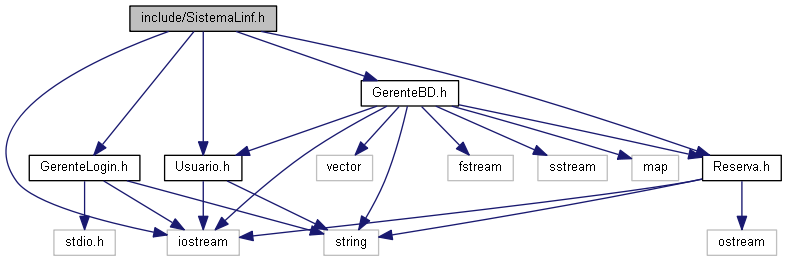 include/SistemaLinf.h
GerenteBD.h
GerenteLogin.h
Usuario.h
vector
fstream
sstream
map
Reserva.h
stdio.h
iostream
string
ostream